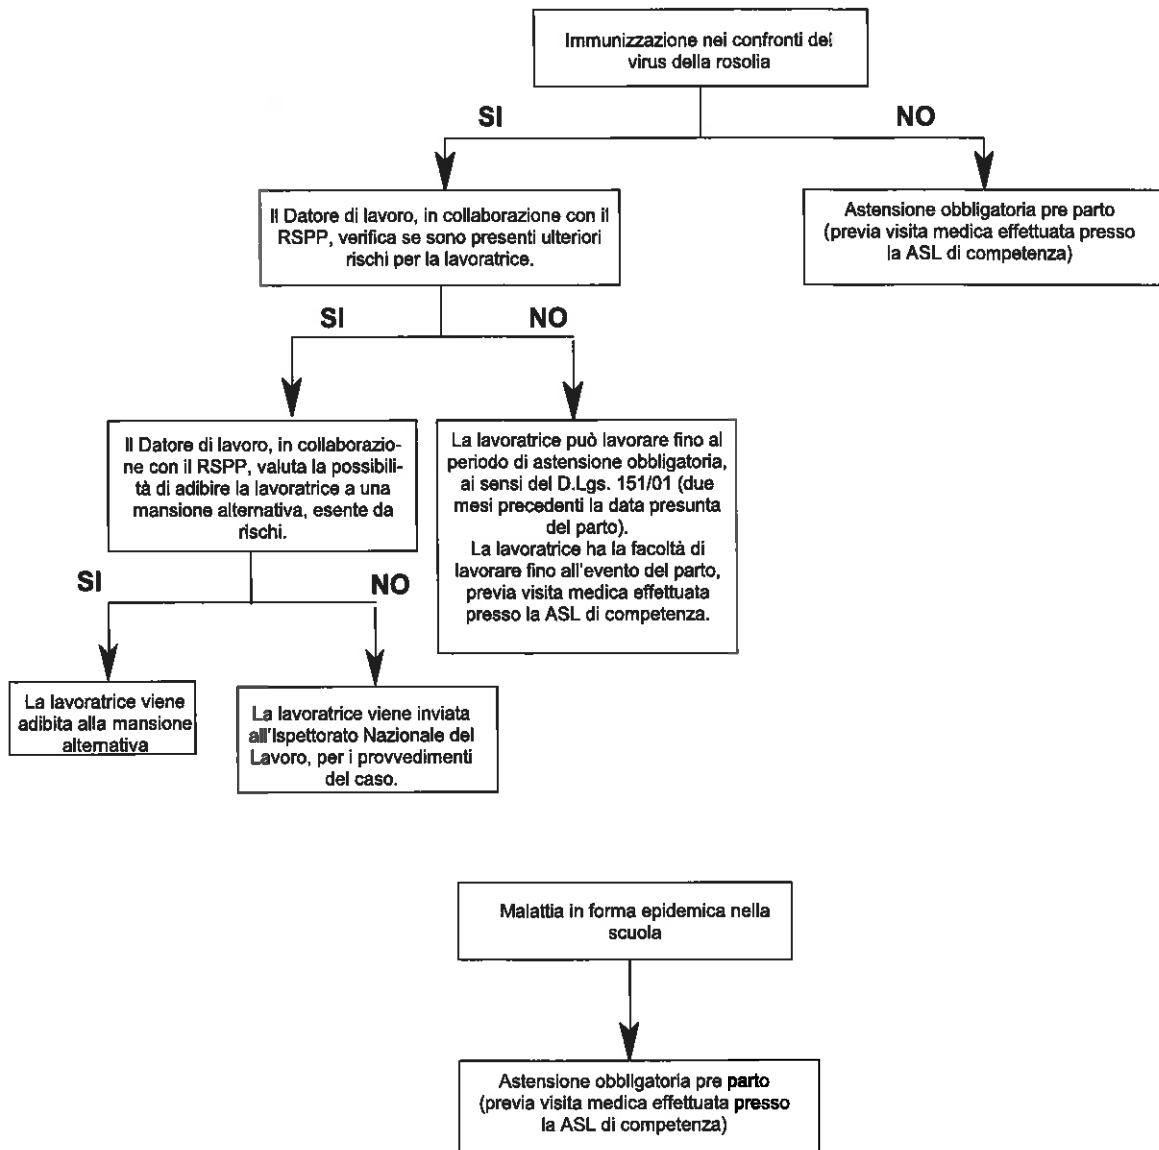 Immunizzazione nei confronti del
virus della rosolia
SI
NO
Il Datore di lavoro, in collaborazione con il
RSPP, verifica se sono presenti ulteriori
rischi per la lavoratrice.
Astensione obbligatoria pre parto
(previa visita medica effettuata presso
la ASL di competenza)
SI
NO
Il Datore di lavoro, in collaborazio-
ne con il RSPP, valuta la possibili-
tà di adibire la lavoratrice a una
mansione alternativa, esente da
rischi.
La lavoratrice può lavorare fino al
periodo di astensione obbligatoria,
ai sensi del D.Lgs. 151/01 (due
mesi precedenti la data presunta
del parto).
La lavoratrice ha la facoltà di
lavorare fino all'evento del parto,
previa visita medica effettuata
presso la ASL di competenza.
SI
NO
La lavoratrice viene
adibita alla mansione
alternativa
La lavoratrice viene inviata
all'Ispettorato Nazionale del
Lavoro, per i provvedimenti
del caso.
Malattia in forma epidemica nella
scuola
Astensione obbligatoria pre parto
(previa visita medica effettuata presso
la ASL di competenza)